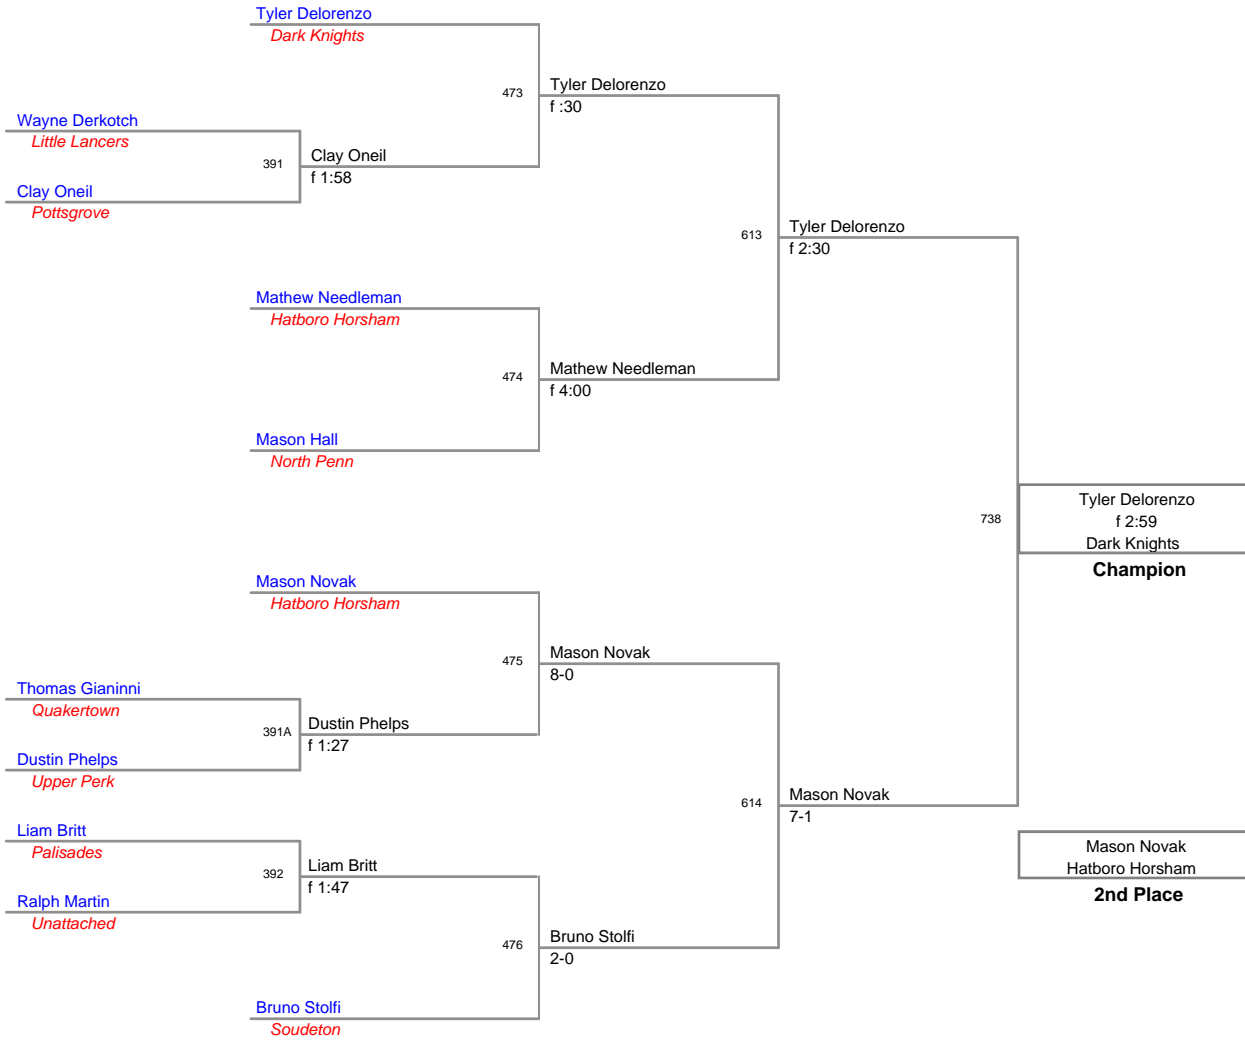 Tyler Delorenzo
Dark Knights
473
Tyler Delorenzo
f :30
Wayne Derkotch
Little Lancers
391
Clay Oneil
f 1:58
Clay Oneil
Pottsgrove
613
Tyler Delorenzo
f 2:30
Mathew Needleman
Hatboro Horsham
474
Mathew Needleman
f 4:00
Mason Hall
North Penn
738
Tyler Delorenzo
f 2:59
Dark Knights
Champion
Mason Novak
Hatboro Horsham
475
Mason Novak
8-0
Thomas Gianinni
Quakertown
391A
Dustin Phelps
f 1:27
Dustin Phelps
Upper Perk
614
Mason Novak
7-1
Liam Britt
Palisades
392
Liam Britt
f 1:47
Ralph Martin
Unattached
Mason Novak
Hatboro Horsham
2nd Place
476
Bruno Stolfi
2-0
Bruno Stolfi
Soudeton